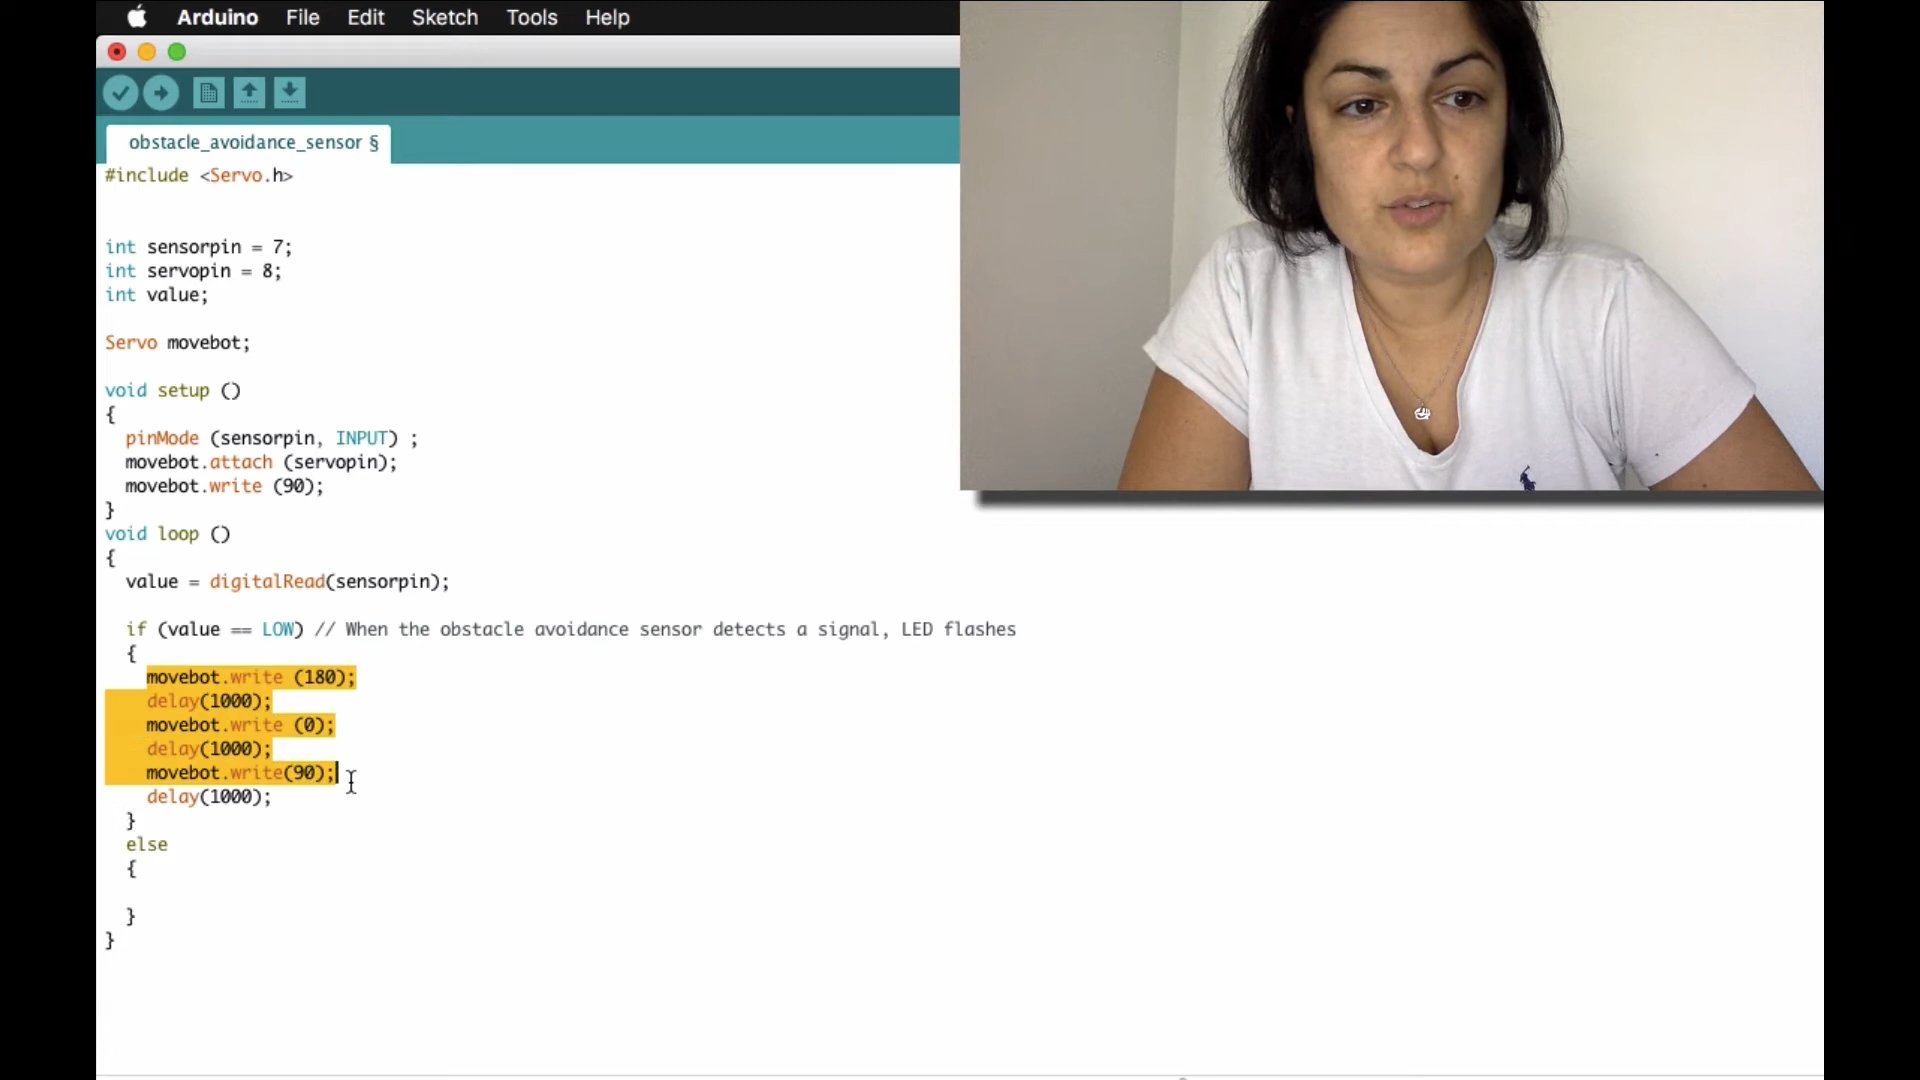 Arduino File Edit Sketch Tools Help
obstacle_avoidance_sensor §
#include <Servo.h>
int sensorpin = 7;
int servopin = 8;
int value;
Servo movebot;
void setup ()
{
pinMode (sensorpin, INPUT) ;
movebot.attach (servopin);
movebot.write (90);
}
void loop ()
{
value = digitalRead(sensorpin);
if (value == LOW) // When the obstacle avoidance sensor detects a signal, LED flashes
{
movebot.write (180);
delay(1000);
movebot.write (0);
delay(1000);
movebot.write(90);
delay(1000);
}
else
{
}
}